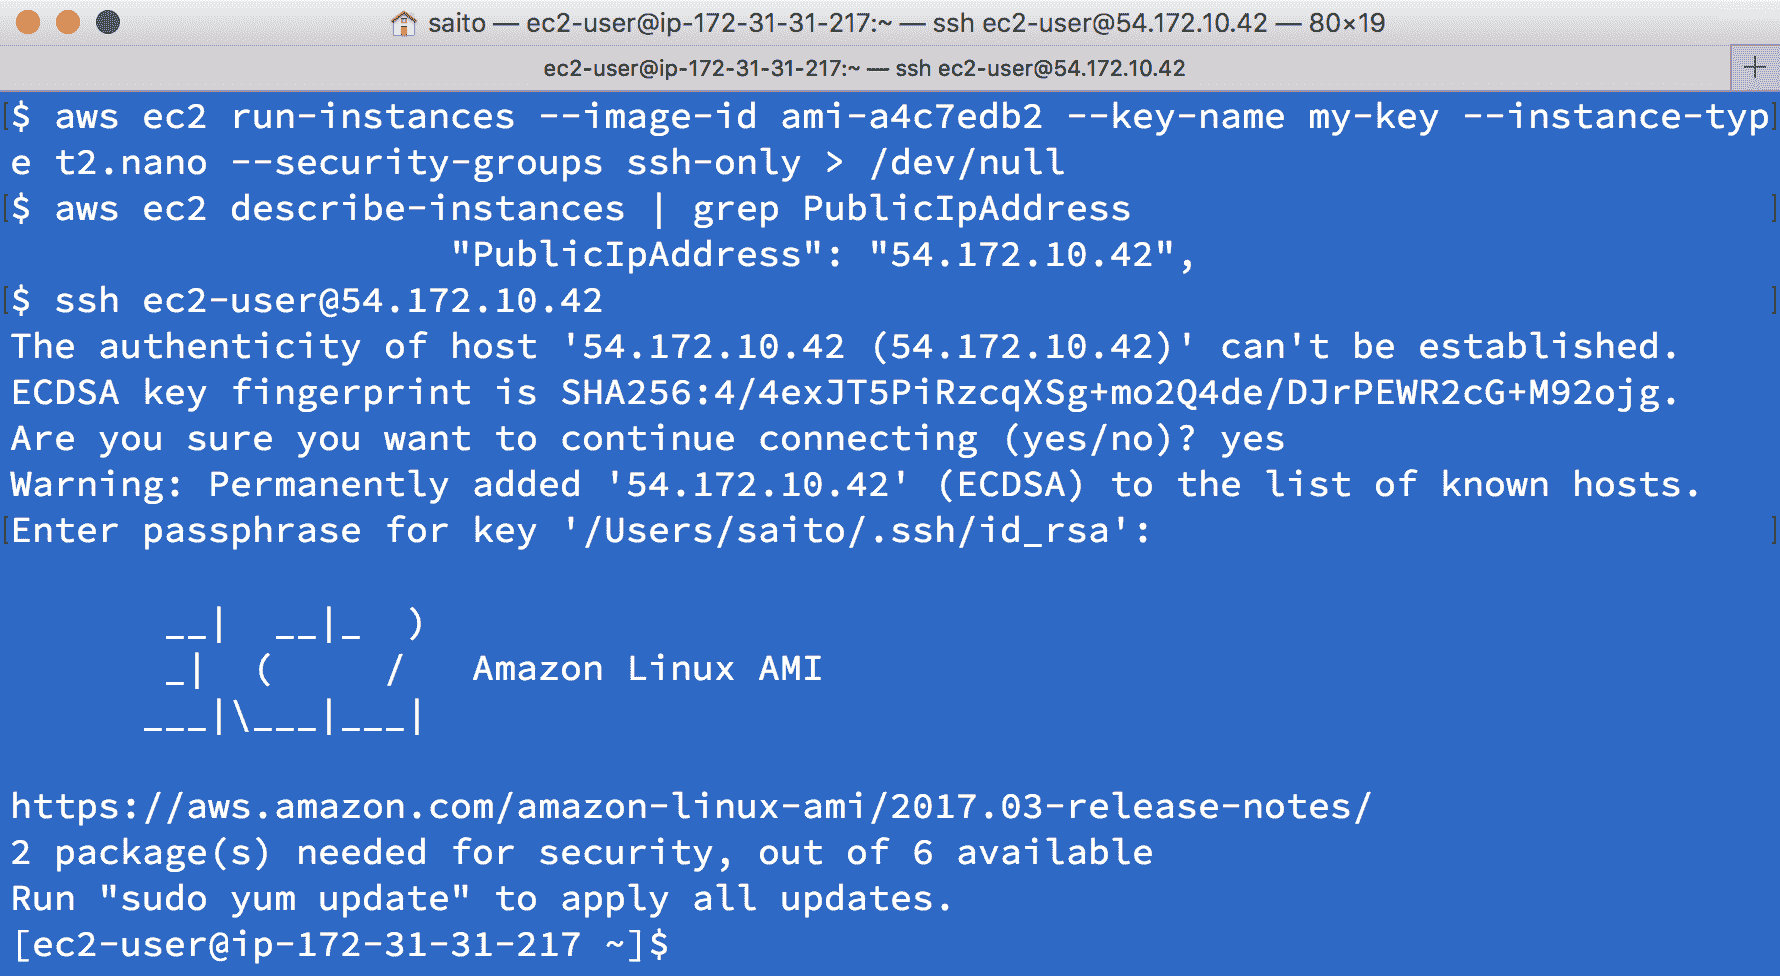 saito — ec2-user@ip-172-31-31-217:~ — ssh ec2-user@54.172.10.42 — 80×19
ec2-user@ip-172-31-31-217:~ — ssh ec2-user@54.172.10.42
[$ aws ec2 run-instances --image-id ami-a4c7edb2 --key-name my-key --instance-typ]
e t2.nano --security-groups ssh-only > /dev/null
[$ aws ec2 describe-instances | grep PublicIpAddress ]
                    "PublicIpAddress": "54.172.10.42",
[$ ssh ec2-user@54.172.10.42 ]
The authenticity of host '54.172.10.42 (54.172.10.42)' can't be established.
ECDSA key fingerprint is SHA256:4/4exJT5PiRzcqXSg+mo2Q4de/DJrPEWR2cG+M92ojg.
Are you sure you want to continue connecting (yes/no)? yes
Warning: Permanently added '54.172.10.42' (ECDSA) to the list of known hosts.
[Enter passphrase for key '/Users/saito/.ssh/id_rsa': ]
       __|  __|_  )
       _|  (     /   Amazon Linux AMI
      ___|\___|___|
https://aws.amazon.com/amazon-linux-ami/2017.03-release-notes/
2 package(s) needed for security, out of 6 available
Run "sudo yum update" to apply all updates.
[ec2-user@ip-172-31-31-217 ~]$